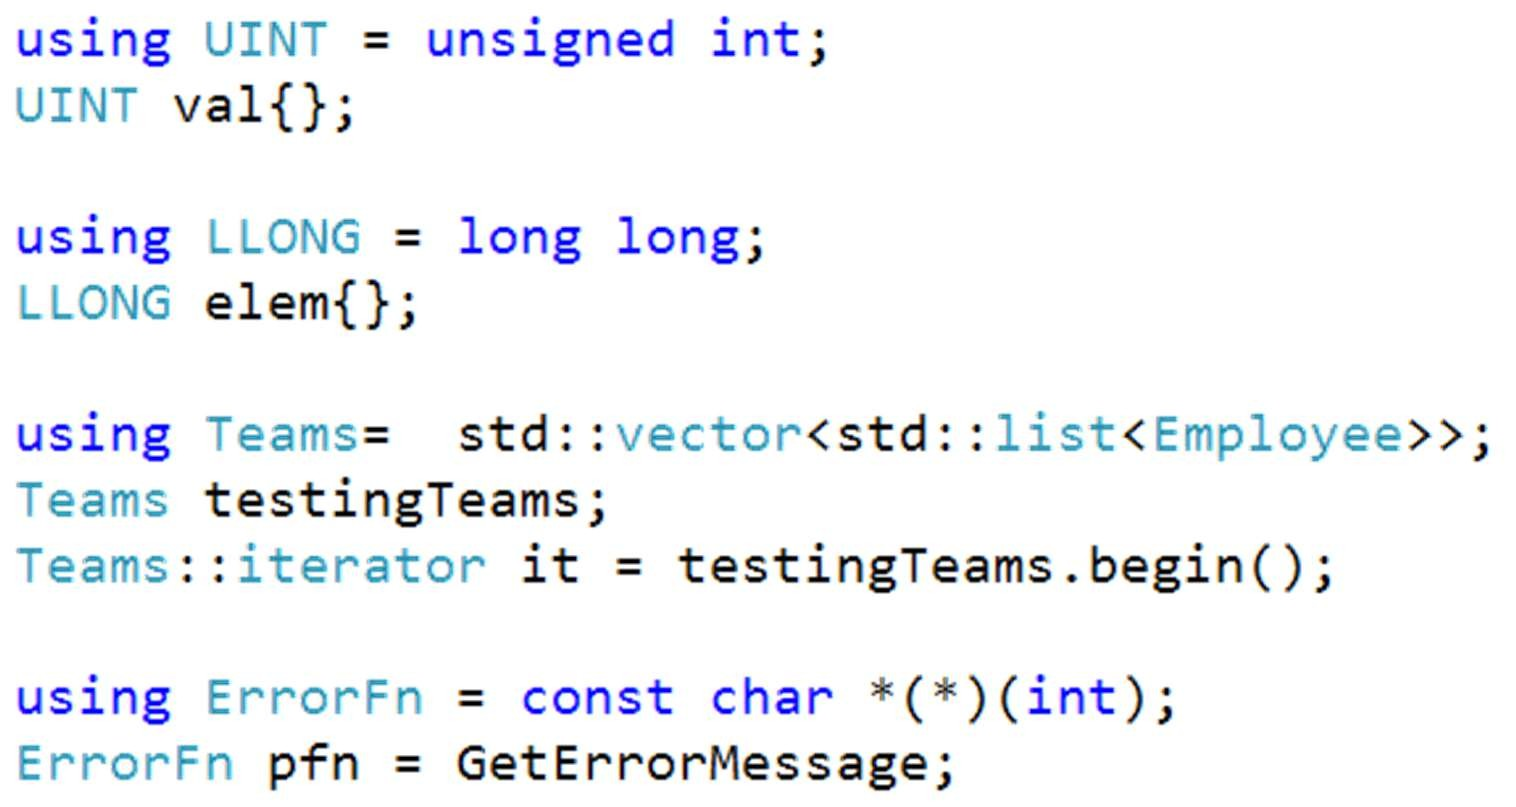 using UINT = unsigned int;
UINT val{};
using LLONG = long long;
LLONG elem{};
using Teams=  std::vector<std::list<Employee>>;
Teams testingTeams;
Teams::iterator it = testingTeams.begin();
using ErrorFn = const char *(*)(int);
ErrorFn pfn = GetErrorMessage;